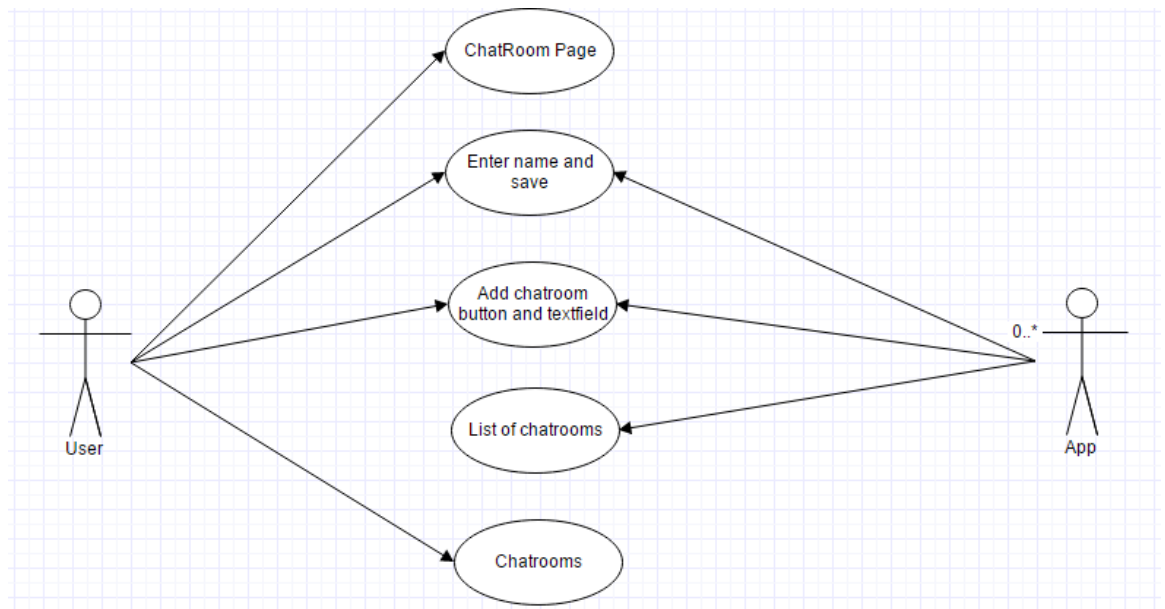 ChatRoom Page
Enter name and
save
Add chatroom
button and textfield
0..*
List of chatrooms
User
App
Chatrooms